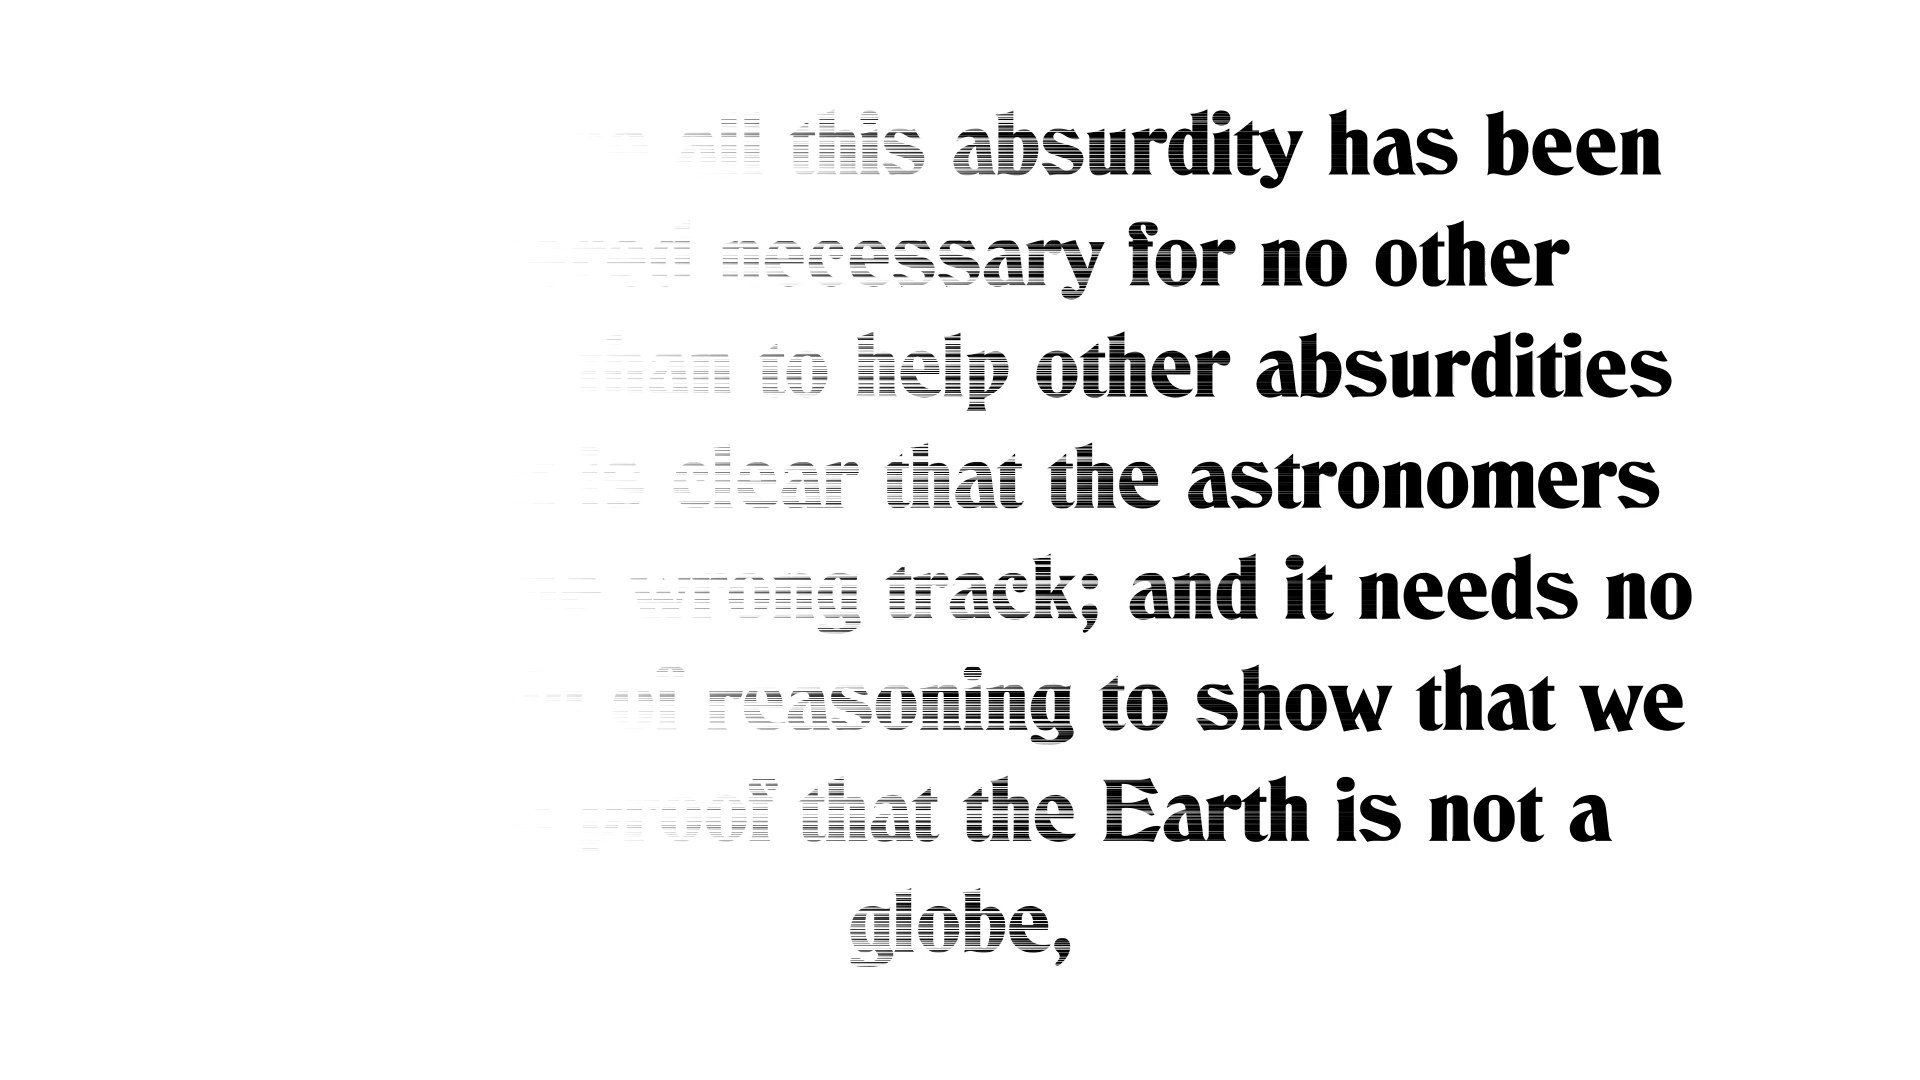 all this absurdity has been
necessary for no other
than to help other absurdities
is clear that the astronomers
wrong track; and it needs no
of reasoning to show that we
proof that the Earth is not a
globe,